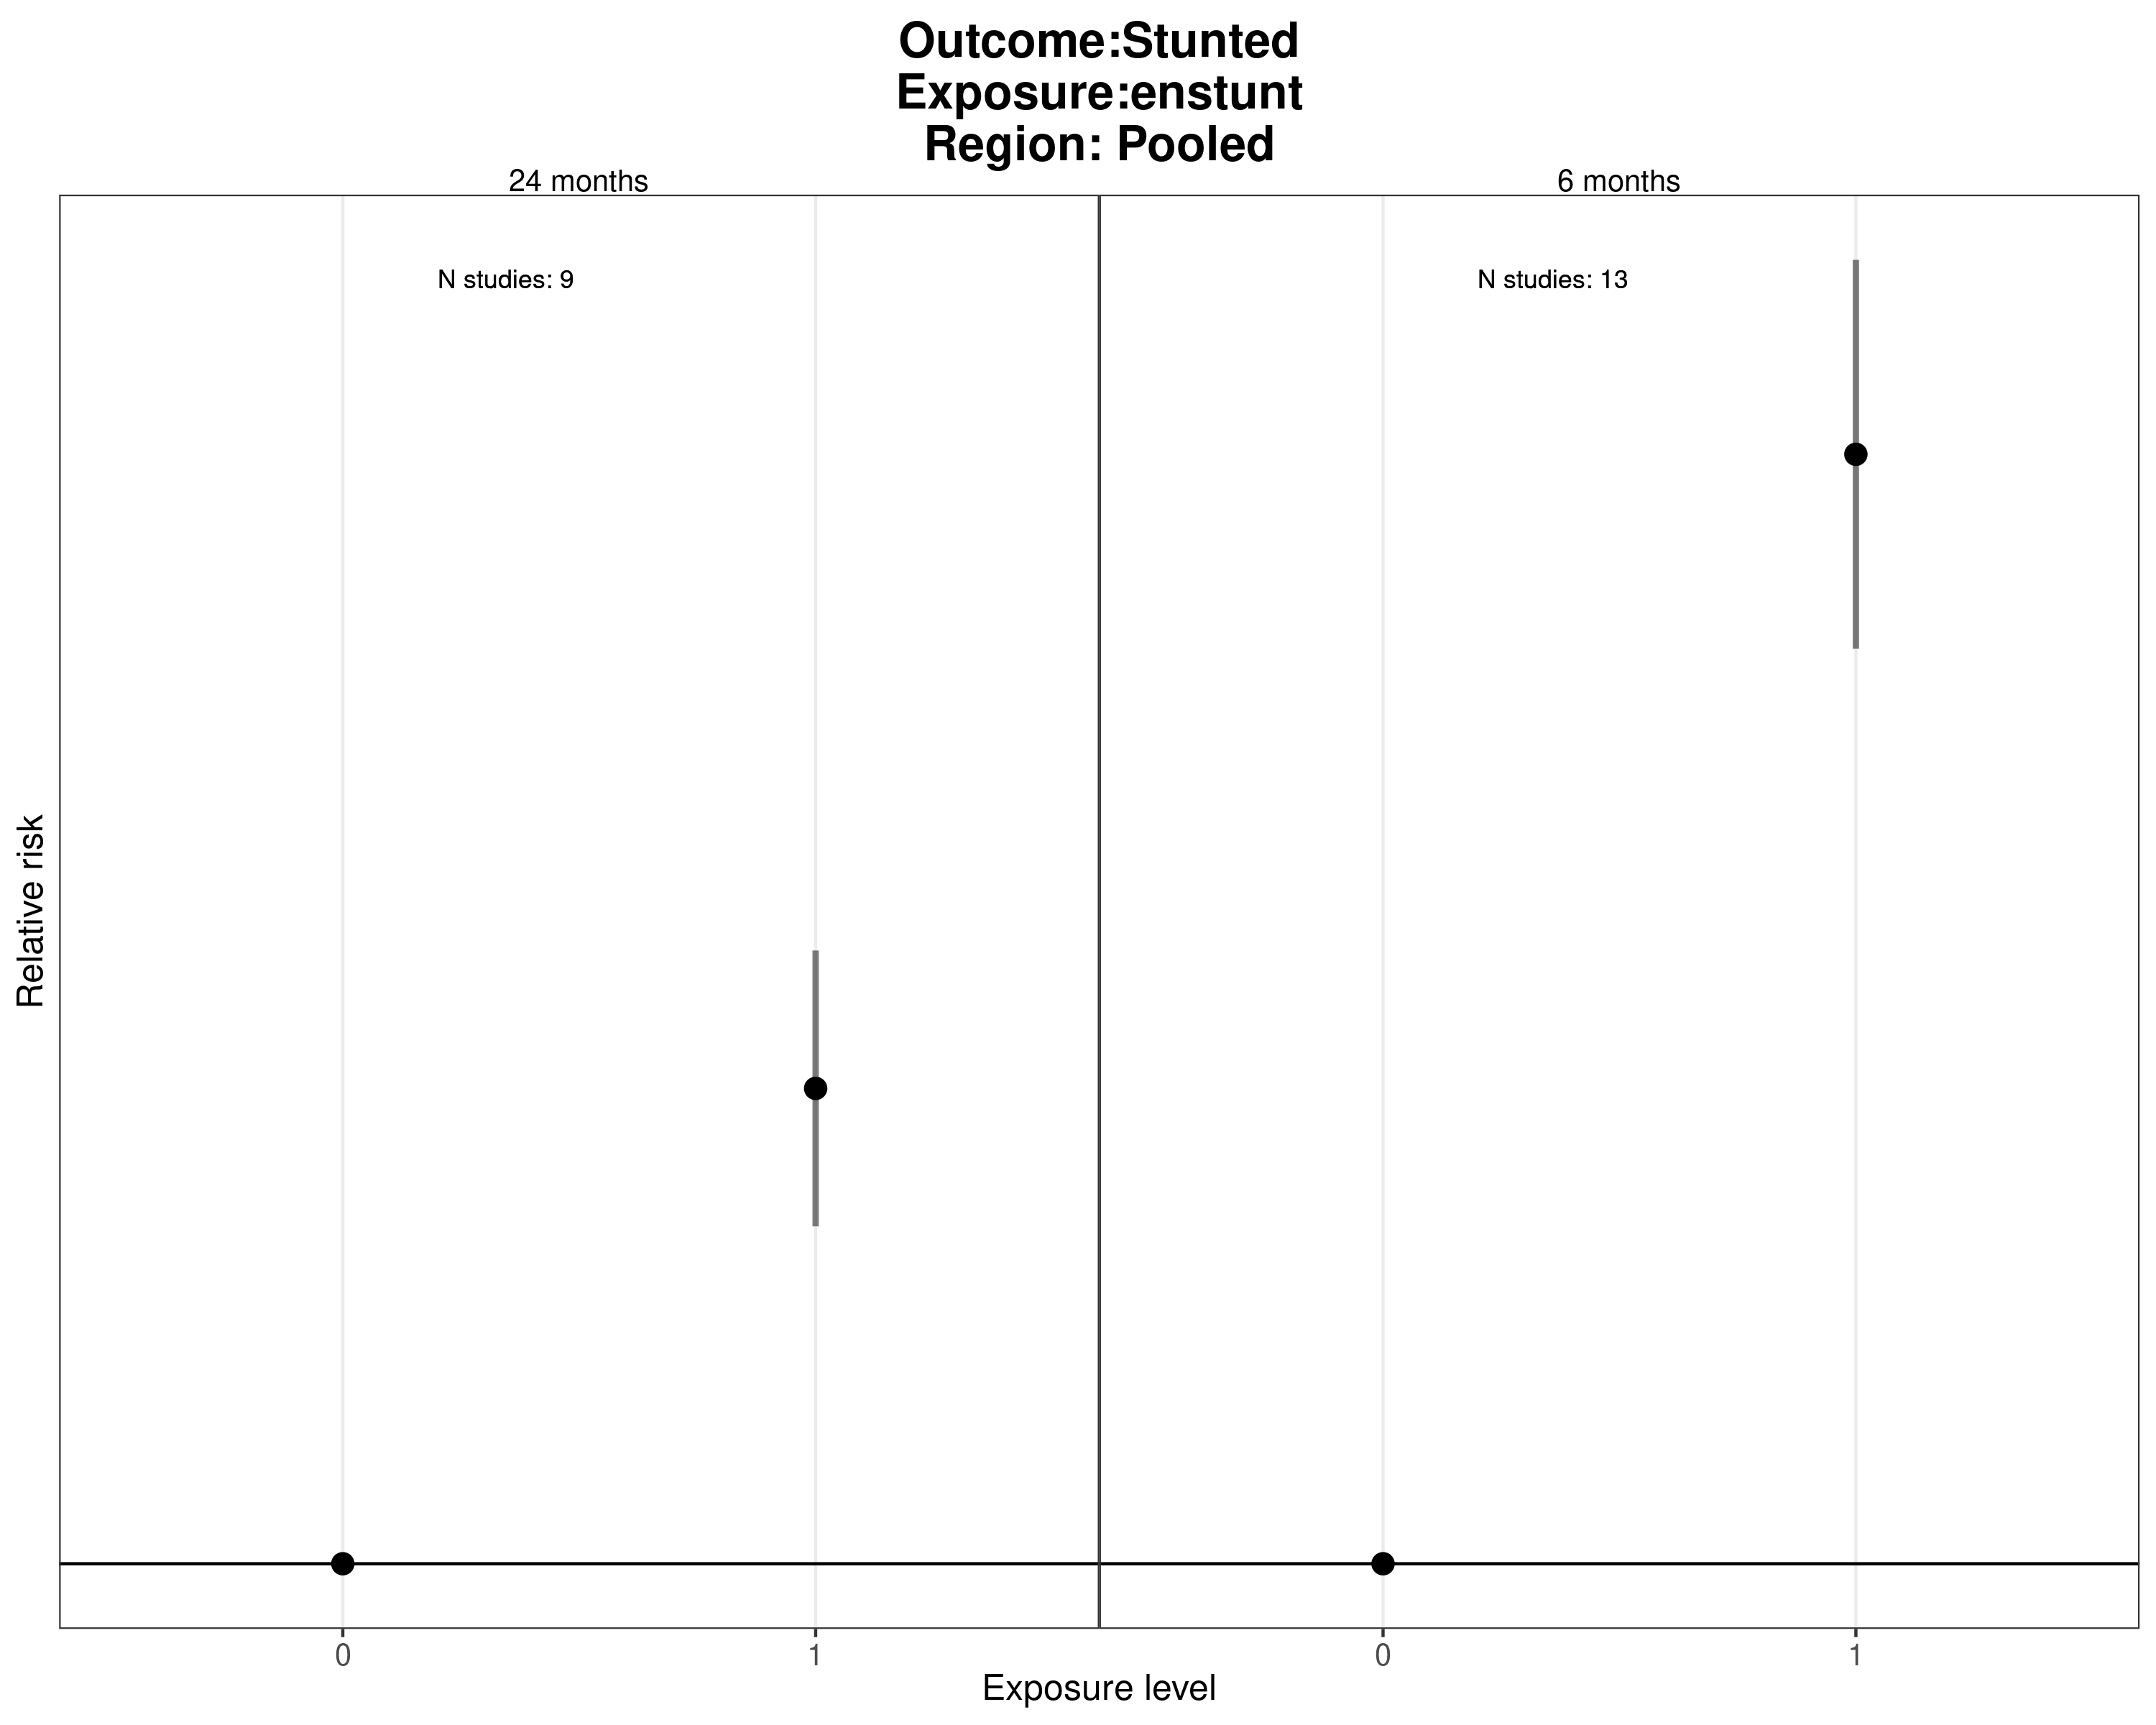 Outcome:Stunted
Exposure:enstunt
Region: Pooled
24 months
6 months
N studies: 9
N studies: 13
Relative risk
0
1
0
1
Exposure level